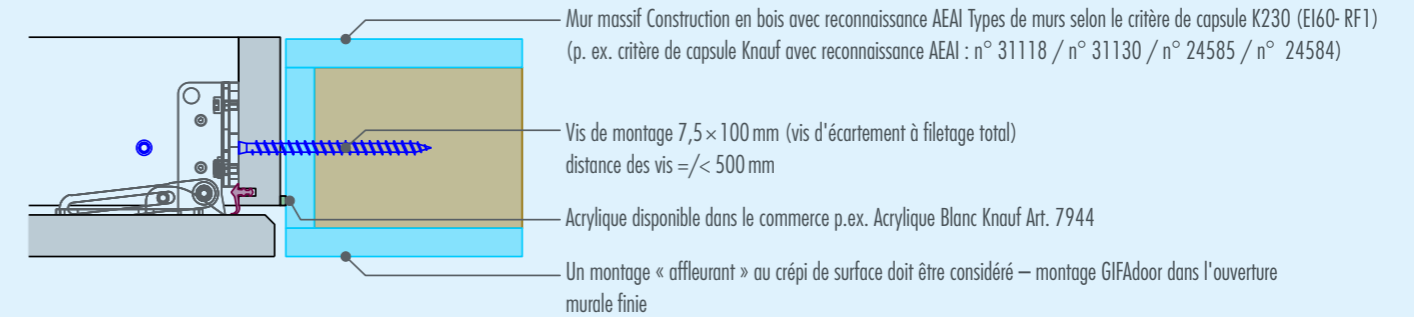 Mur massif Construction en bois avec reconnaissance AEAI Types de murs selon le critère de capsule K230 (EI60- RF1)
(p. ex. critère de capsule Knauf avec reconnaissance AEAI : n° 31118 / n° 31130 / n° 24585 / n° 24584)
Vis de montage 7,5 × 100 mm (vis d'écartement à filetage total)
distance des vis =/< 500 mm
Acrylique disponible dans le commerce p.ex. Acrylique Blanc Knauf Art. 7944
Un montage « affleurant » au crépi de surface doit être considéré – montage GIFAdoor dans l'ouverture
murale finie